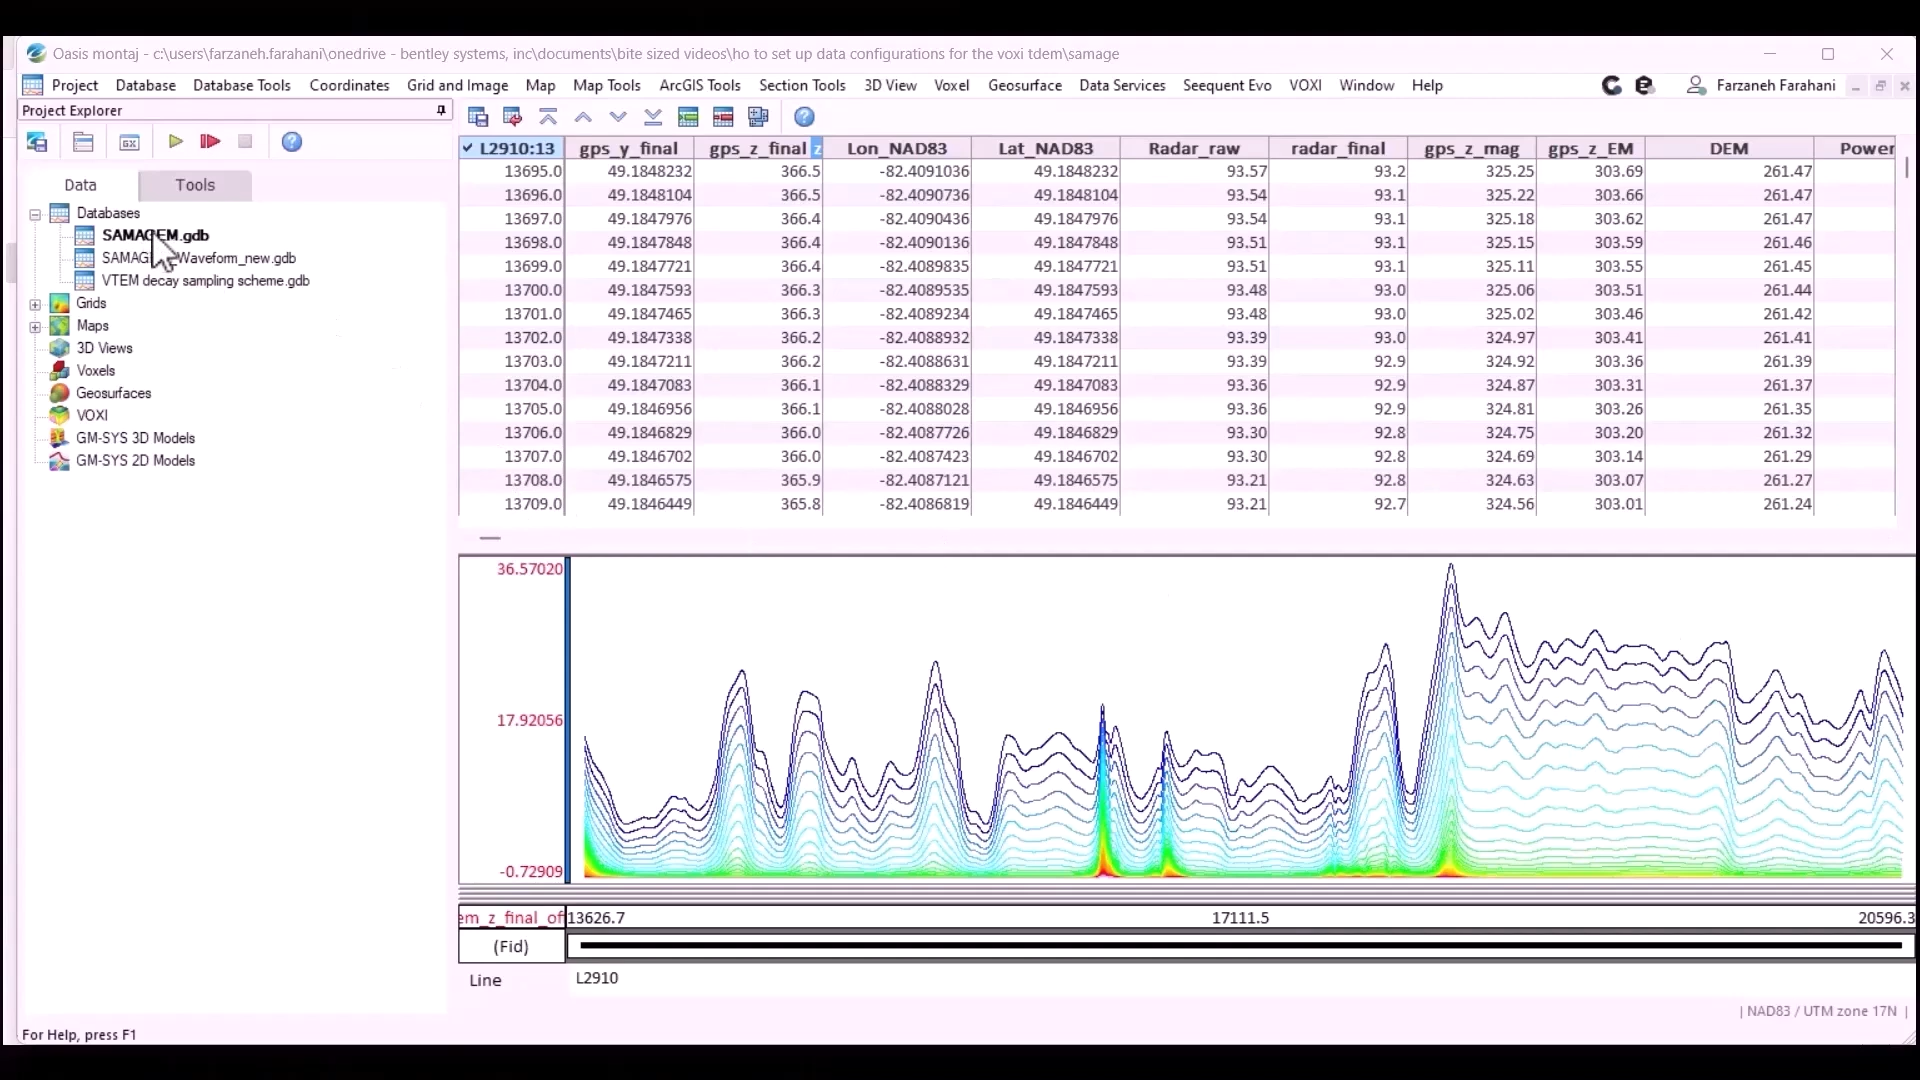 Oasis montaj - c:\users\farzaneh.farahani\onedrive - bentley systems, inc\documents\bite sized videos\ho to set up data configurations for the voxi tdem\samage
Project Database Database Tools Coordinates Grid and Image Map Map Tools ArcGIS Tools Section Tools 3D View Voxel Geosurface Data Services Seequent Evo VOXI Window Help Farzaneh Farahani
Project Explorer
GX
Data Tools
Databases
SAMAGEM.gdb
SAMAG Waveform_new.gdb
VTEM decay sampling scheme.gdb
Grids
Maps
3D Views
Voxels
Geosurfaces
VOXI
GM-SYS 3D Models
GM-SYS 2D Models
L2910:13 gps_y_final gps_z_final z Lon_NAD83 Lat_NAD83 Radar_raw radar_final gps_z_mag gps_z_EM DEM Power
13695.0 49.1848232 366.5 -82.4091036 49.1848232 93.57 93.2 325.25 303.69 261.47
13696.0 49.1848104 366.5 -82.4090736 49.1848104 93.54 93.1 325.22 303.66 261.47
13697.0 49.1847976 366.4 -82.4090436 49.1847976 93.54 93.1 325.18 303.62 261.47
13698.0 49.1847848 366.4 -82.4090136 49.1847848 93.51 93.1 325.15 303.59 261.46
13699.0 49.1847721 366.4 -82.4089835 49.1847721 93.51 93.1 325.11 303.55 261.45
13700.0 49.1847593 366.3 -82.4089535 49.1847593 93.48 93.0 325.06 303.51 261.44
13701.0 49.1847465 366.3 -82.4089234 49.1847465 93.48 93.0 325.02 303.46 261.42
13702.0 49.1847338 366.2 -82.4088932 49.1847338 93.39 93.0 324.97 303.41 261.41
13703.0 49.1847211 366.2 -82.4088631 49.1847211 93.39 92.9 324.92 303.36 261.39
13704.0 49.1847083 366.1 -82.4088329 49.1847083 93.36 92.9 324.87 303.31 261.37
13705.0 49.1846956 366.1 -82.4088028 49.1846956 93.36 92.9 324.81 303.26 261.35
13706.0 49.1846829 366.0 -82.4087726 49.1846829 93.30 92.8 324.75 303.20 261.32
13707.0 49.1846702 366.0 -82.4087423 49.1846702 93.30 92.8 324.69 303.14 261.29
13708.0 49.1846575 365.9 -82.4087121 49.1846575 93.21 92.8 324.63 303.07 261.27
13709.0 49.1846449 365.8 -82.4086819 49.1846449 93.21 92.7 324.56 303.01 261.24
36.57020
17.92056
-0.72909
em_z_final_of 13626.7 17111.5 20596.3
(Fid)
Line L2910
| NAD83 / UTM zone 17N |
For Help, press F1